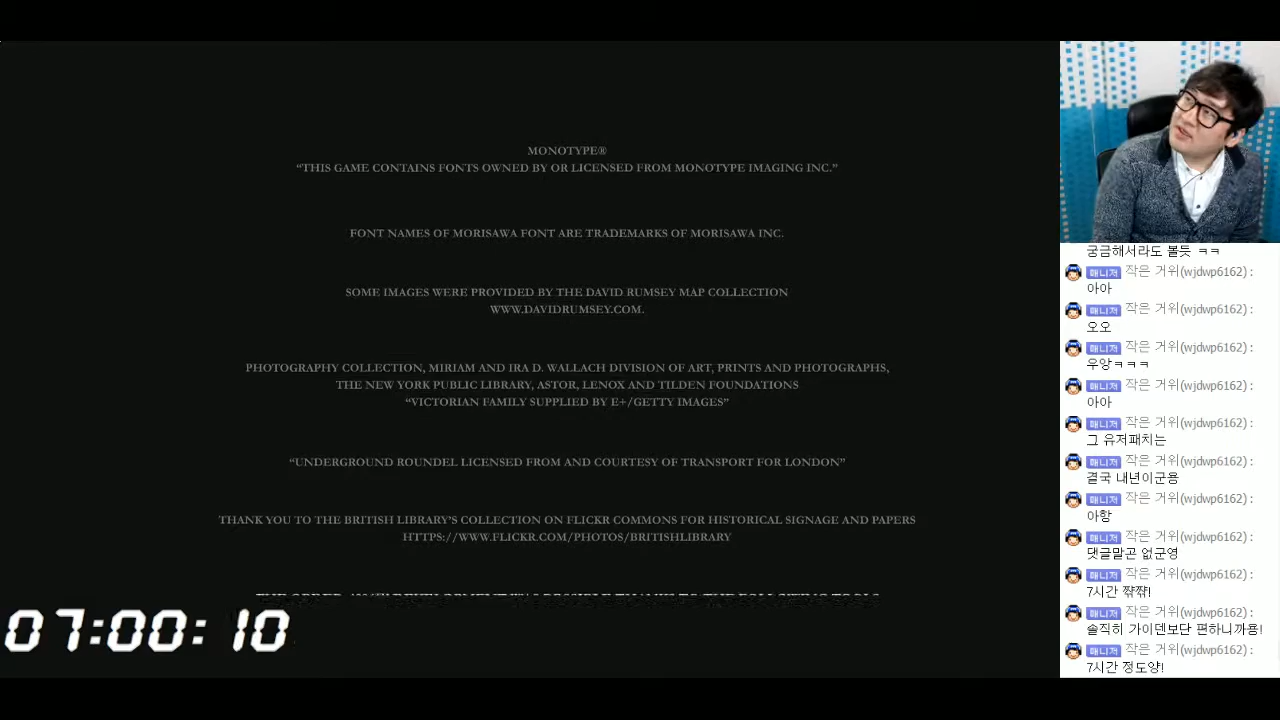 MONOTYPE®
“THIS GAME CONTAINS FONTS OWNED BY OR LICENSED FROM MONOTYPE IMAGING INC.”
FONT NAMES OF MORISAWA FONT ARE TRADEMARKS OF MORISAWA INC.
SOME IMAGES WERE PROVIDED BY THE DAVID RUMSEY MAP COLLECTION
WWW.DAVIDRUMSEY.COM.
PHOTOGRAPHY COLLECTION, MIRIAM AND IRA D. WALLACH DIVISION OF ART, PRINTS AND PHOTOGRAPHS,
THE NEW YORK PUBLIC LIBRARY, ASTOR, LENOX AND TILDEN FOUNDATIONS
“VICTORIAN FAMILY SUPPLIED BY E+/GETTY IMAGES”
“UNDERGROUND ROUNDEL LICENSED FROM AND COURTESY OF TRANSPORT FOR LONDON”
THANK YOU TO THE BRITISH LIBRARY’S COLLECTION ON FLICKR COMMONS FOR HISTORICAL SIGNAGE AND PAPERS
HTTPS://WWW.FLICKR.COM/PHOTOS/BRITISHLIBRARY
07:00:10
궁금해서라도 볼듯 ㅋㅋ
매니저 작은 거위(wjdwp6162) :
아아
매니저 작은 거위(wjdwp6162) :
오오
매니저 작은 거위(wjdwp6162) :
우앙ㅋㅋㅋ
매니저 작은 거위(wjdwp6162) :
아아
매니저 작은 거위(wjdwp6162) :
그 유저패치는
매니저 작은 거위(wjdwp6162) :
결국 내년이군용
매니저 작은 거위(wjdwp6162) :
아항
매니저 작은 거위(wjdwp6162) :
댓글말곤 없군영
매니저 작은 거위(wjdwp6162) :
7시간 쨖쨖!
매니저 작은 거위(wjdwp6162) :
솔직히 가이덴보단 편하니까용!
매니저 작은 거위(wjdwp6162) :
7시간 정도양!